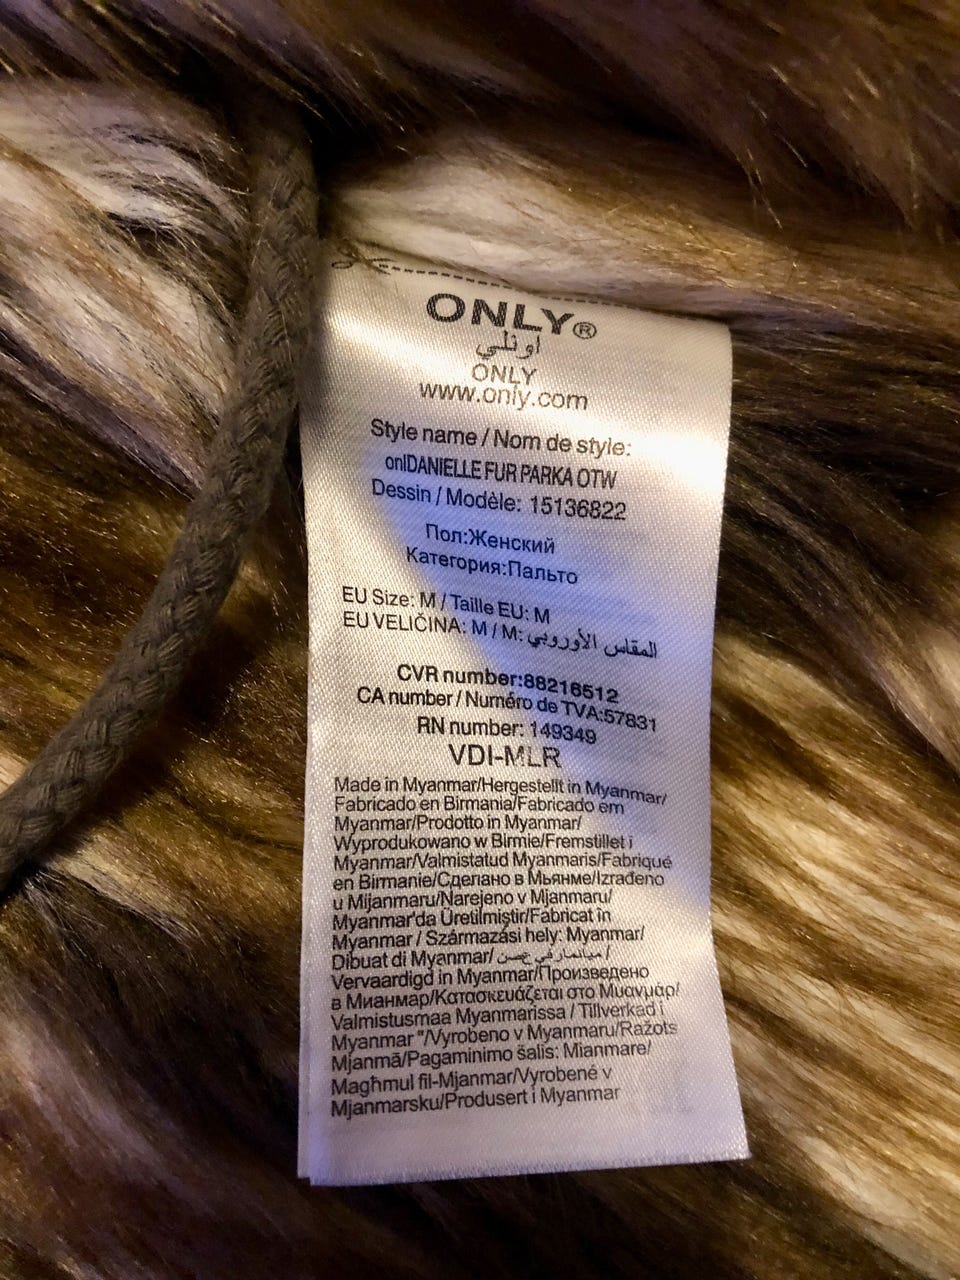 ONLY®
اونلي
ONLY
www.only.com
Style name / Nom de style:
onlDANIELLE FUR PARKA OTW
Dessin / Modèle: 15136822
Пол:Женский
Категория:Пальто
EU Size: M / Taille EU: M
EU VELIČINA: M / M: المقاس الأوروبي
CVR number:88216512
CA number / Numéro de TVA:57831
RN number: 149349
VDI-MLR
Made in Myanmar/Hergestellt in Myanmar/
Fabricado en Birmania/Fabricado em
Myanmar/Prodotto in Myanmar/
Wyprodukowano w Birmie/Fremstillet i
Myanmar/Valmistatud Myanmaris/Fabriqué
en Birmanie/Сделано в Мьянме/Izrađeno
u Mijanmaru/Narejeno v Mjanmaru/
Myanmar'da Üretilmiştir/Fabricat în
Myanmar / Származási hely: Myanmar/
Dibuat di Myanmar/ ميانمار في /
Vervaardigd in Myanmar/Произведено
в Мианмар/Κατασκευάζεται στο Μυανμάρ/
Valmistusmaa Myanmarissa / Tillverkad i
Myanmar "/Vyrobeno v Myanmaru/Ražots
Mjanmā/Pagaminimo šalis: Mianmare/
Magħmul fil-Mjanmar/Vyrobené v
Mjanmarsku/Produsert i Myanmar